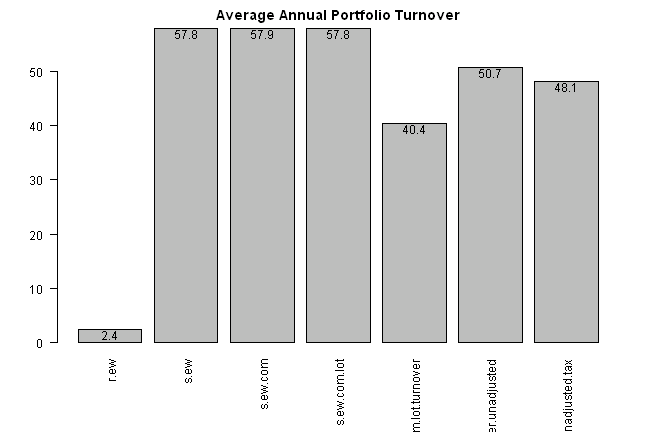 Average Annual Portfolio Turnover
57.8
57.9
57.8
50.7
48.1
40.4
2.4
50
40
30
20
10
0
r.ew
s.ew
s.ew.com
s.ew.com.lot
m.lot.turnover
er.unadjusted
nadjusted.tax